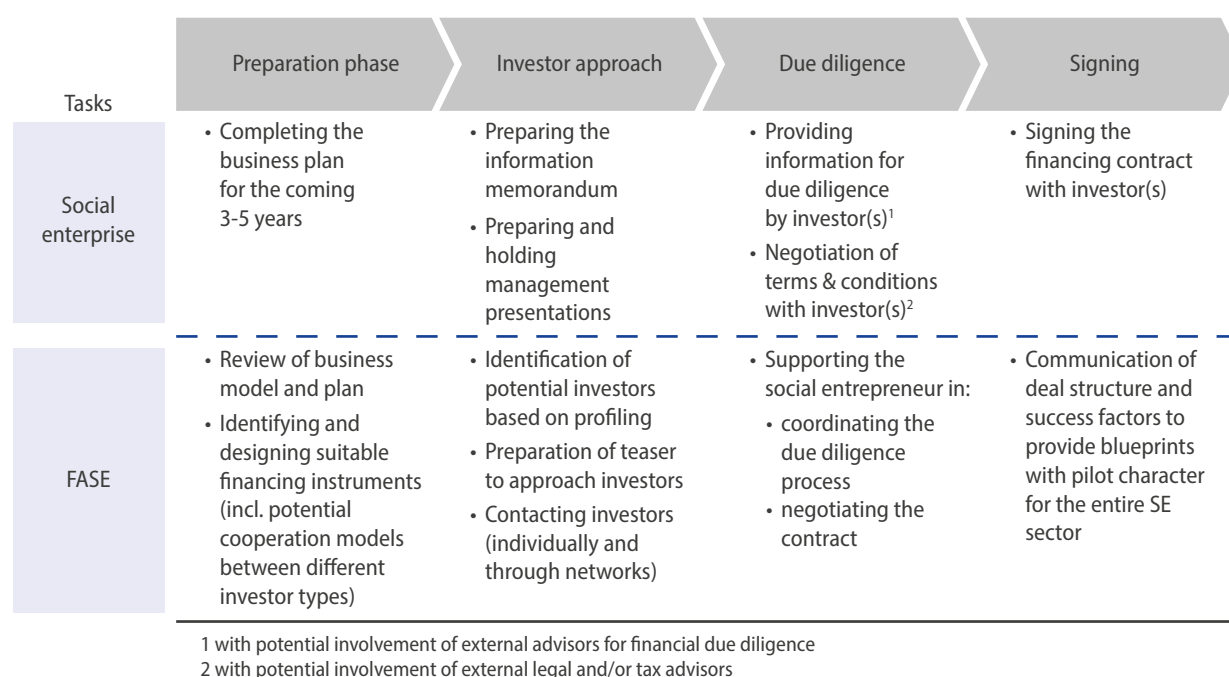 Preparation phase
Investor approach
Due diligence
Signing
Tasks
Social
enterprise
• Completing the
business plan
for the coming
3-5 years
• Preparing the
information
memorandum
• Preparing and
holding
management
presentations
• Providing
information for
due diligence
by investor(s)1
• Negotiation of
terms & conditions
with investor(s)2
• Signing the
financing contract
with investor(s)
FASE
• Review of business
model and plan
• Identifying and
designing suitable
financing instruments
(incl. potential
cooperation models
between different
investor types)
• Identification of
potential investors
based on profiling
• Preparation of teaser
to approach investors
• Contacting investors
(individually and
through networks)
• Supporting the
social entrepreneur in:
• coordinating the
due diligence
process
• negotiating the
contract
• Communication of
deal structure and
success factors to
provide blueprints
with pilot character
for the entire SE
sector
1 with potential involvement of external advisors for financial due diligence
2 with potential involvement of external legal and/or tax advisors